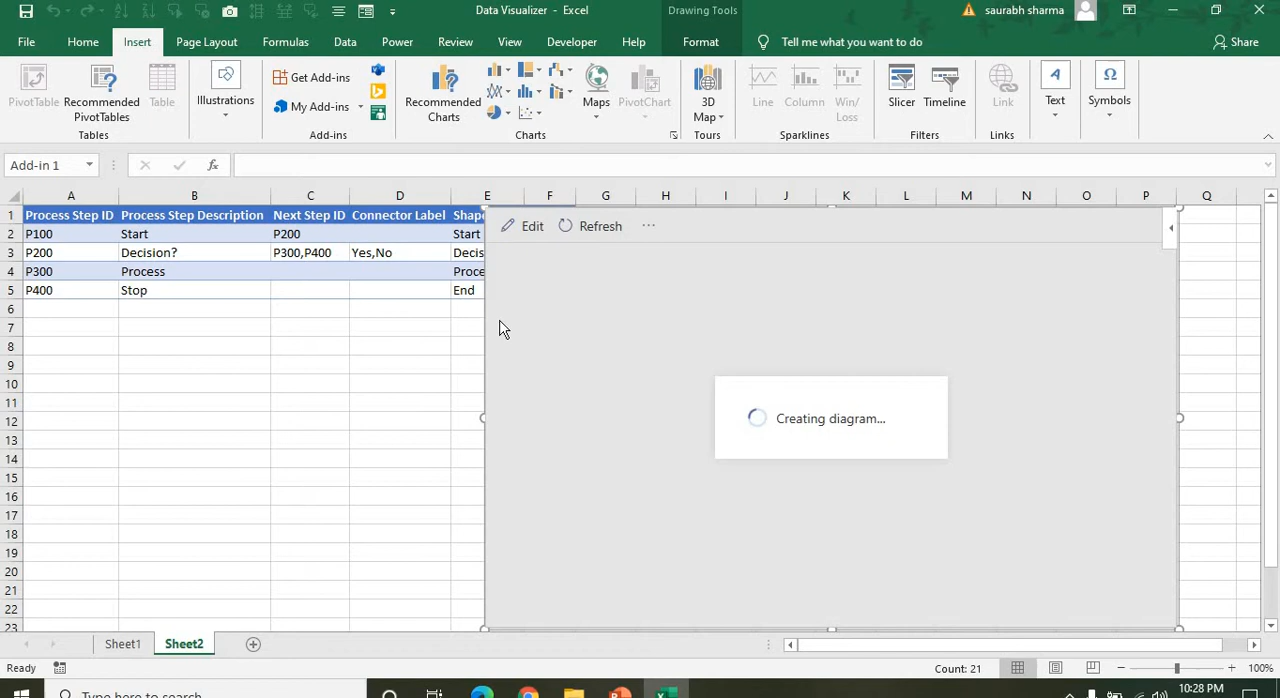 Data Visualizer - Excel
Drawing Tools
saurabh sharma
File Home Insert Page Layout Formulas Data Power Review View Developer Help Format Tell me what you want to do Share
PivotTable
Recommended PivotTables
Table
Tables
Illustrations
Get Add-ins
My Add-ins
Add-ins
Recommended Charts
Maps
PivotChart
Charts
3D Map
Tours
Line
Column
Win/Loss
Sparklines
Slicer
Timeline
Filters
Link
Links
Text
Symbols
Add-in 1
fx
A B C D E F G H I J K L M N O P Q
1 Process Step ID Process Step Description Next Step ID Connector Label Shape
2 P100 Start P200 Start
3 P200 Decision? P300,P400 Yes,No Decis
4 P300 Process Proce
5 P400 Stop End
6
7
8
9
10
11
12
13
14
15
16
17
18
19
20
21
22
23
Edit Refresh ...
Creating diagram...
Sheet1 Sheet2
Ready
Count: 21
100%
Type here to search
10:28 PM